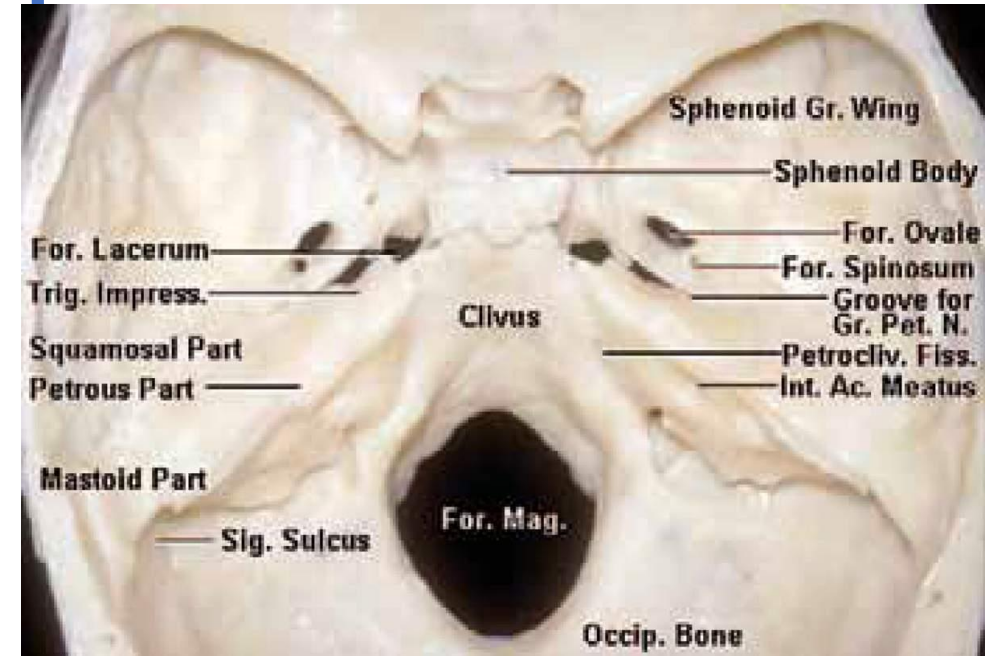 Sphenoid Gr. Wing
Sphenoid Body
For. Lacerum
For. Ovale
For. Spinosum
Trig. Impress.
Groove for
Gr. Pet. N.
Clivus
Squamosal Part
Petrocliv. Fiss.
Petrous Part
Int. Ac. Meatus
Mastoid Part
For. Mag.
Sig. Sulcus
Occip. Bone